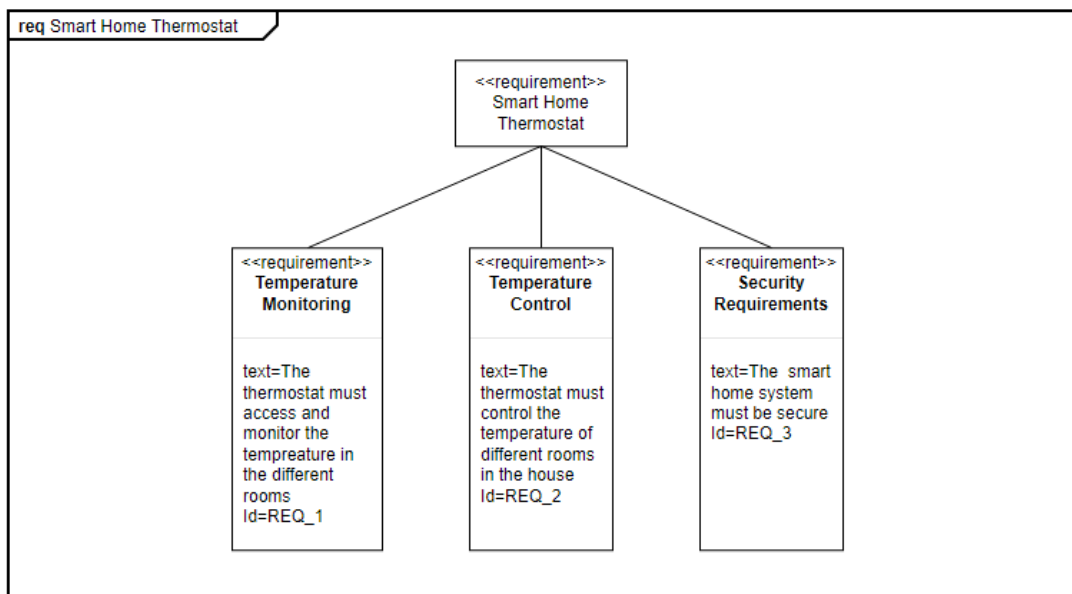 req Smart Home Thermostat
<<requirement>>
Smart Home
Thermostat
<<requirement>>
Temperature
Monitoring
text=The
thermostat must
access and
monitor the
tempreature in
the different
rooms
Id=REQ_1
<<requirement>>
Temperature
Control
text=The
thermostat must
control the
temperature of
different rooms
in the house
Id=REQ_2
<<requirement>>
Security
Requirements
text=The smart
home system
must be secure
Id=REQ_3